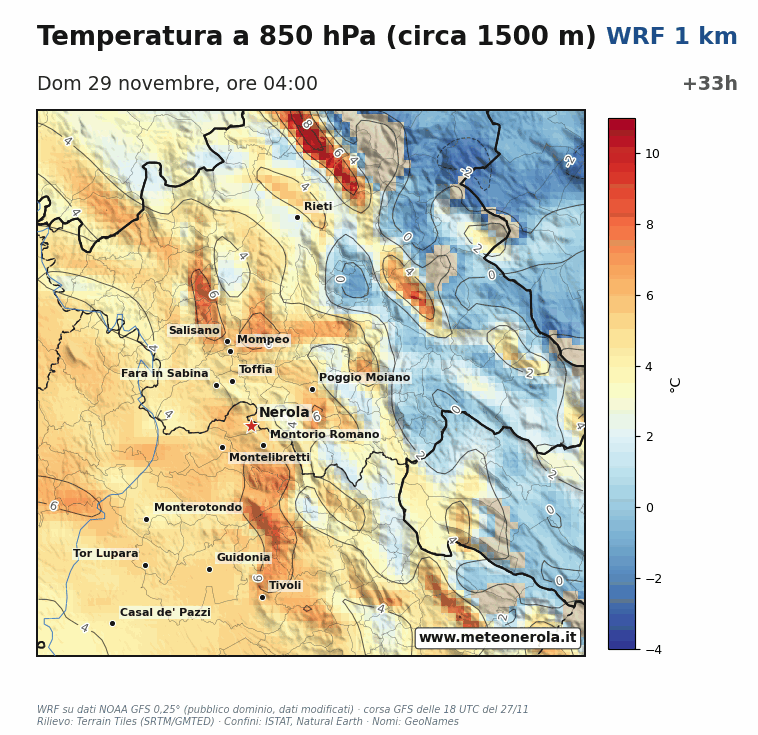 Temperatura a 850 hPa (circa 1500 m) WRF 1 km
Dom 29 novembre, ore 04:00 +33h
Rieti
Salisano
Mompeo
Fara in Sabina
Toffia
Poggio Moiano
Nerola
Montorio Romano
Montelibretti
Monterotondo
Tor Lupara
Guidonia
Tivoli
Casal de' Pazzi
www.meteonerola.it
10
8
6
4
2
0
−2
−4
°C
WRF su dati NOAA GFS 0,25° (pubblico dominio, dati modificati) · corsa GFS delle 18 UTC del 27/11
Rilievo: Terrain Tiles (SRTM/GMTED) · Confini: ISTAT, Natural Earth · Nomi: GeoNames